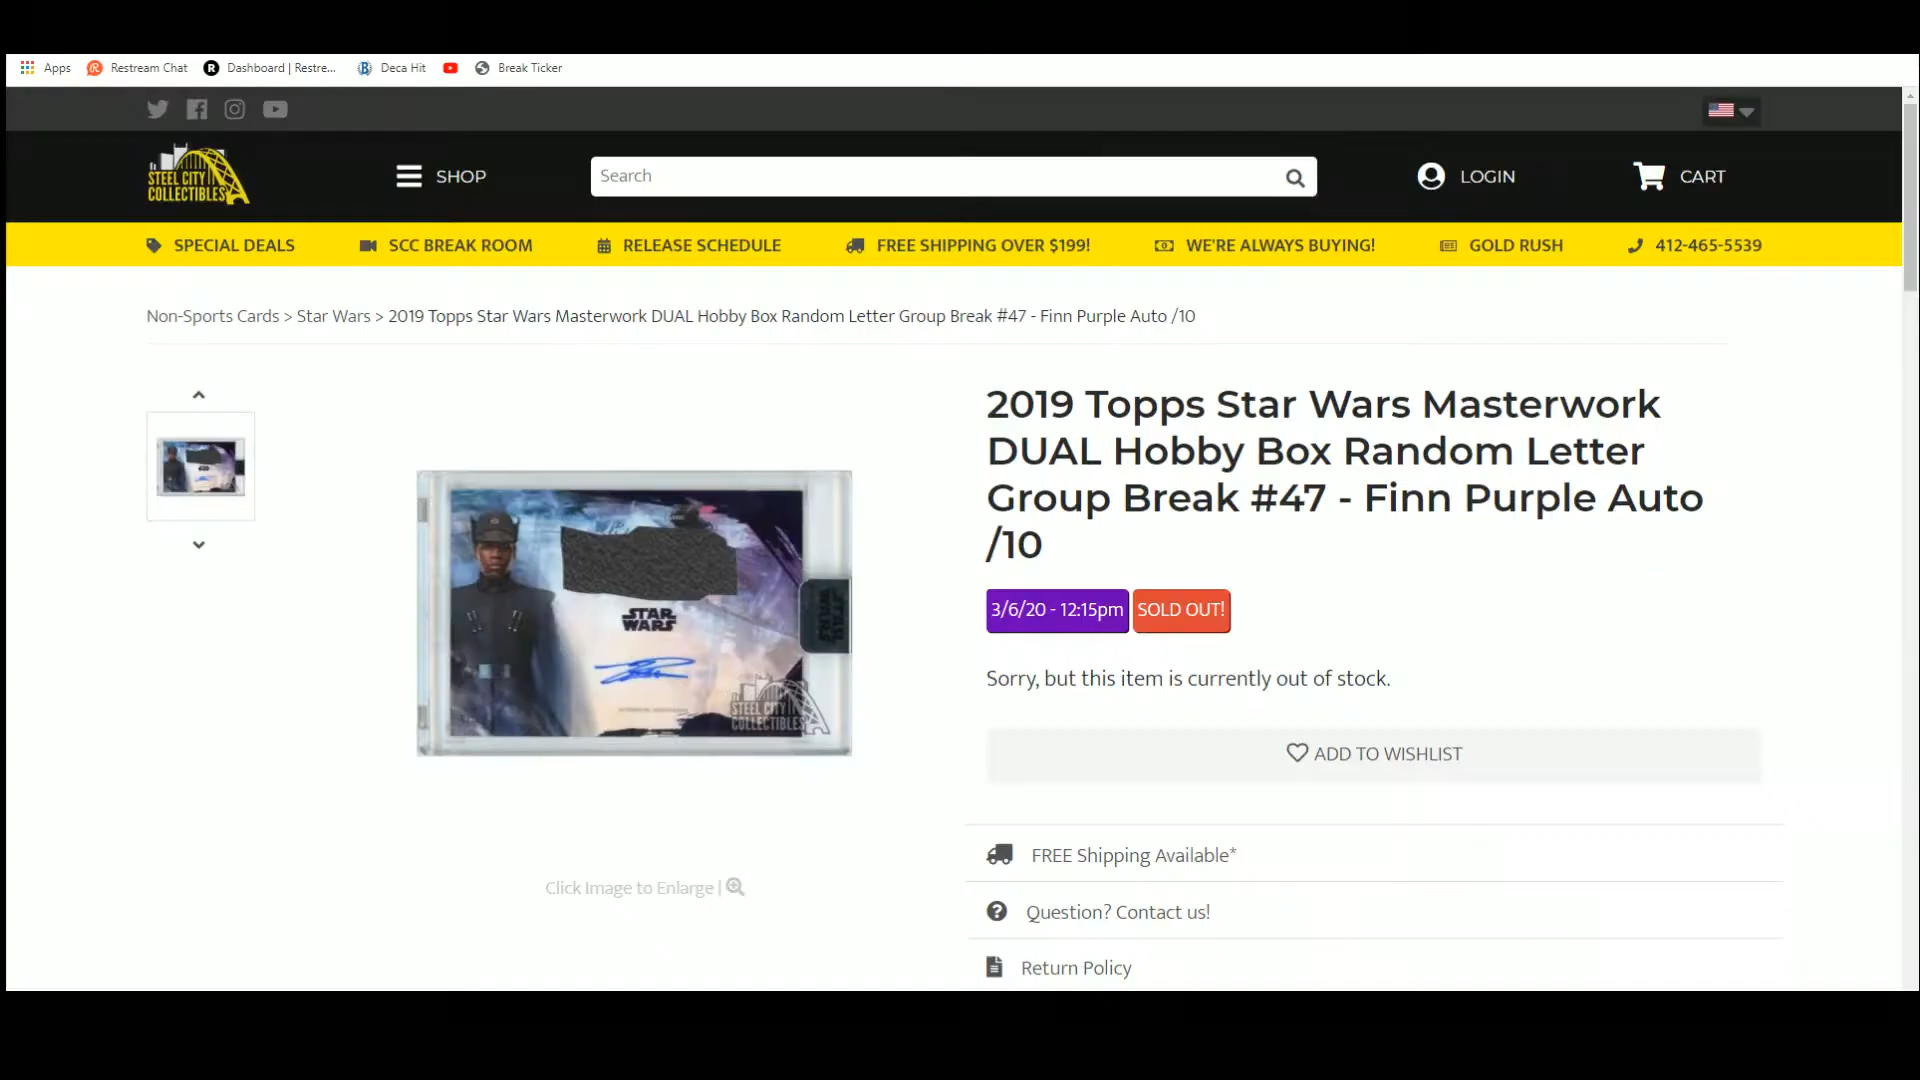 Apps Restream Chat Dashboard | Restre... Deca Hit Break Ticker
STEEL CITY
COLLECTIBLES
SHOP
Search
LOGIN
CART
SPECIAL DEALS SCC BREAK ROOM RELEASE SCHEDULE FREE SHIPPING OVER $199! WE'RE ALWAYS BUYING! GOLD RUSH 412-465-5539
Non-Sports Cards > Star Wars > 2019 Topps Star Wars Masterwork DUAL Hobby Box Random Letter Group Break #47 - Finn Purple Auto /10
2019 Topps Star Wars Masterwork
DUAL Hobby Box Random Letter
Group Break #47 - Finn Purple Auto
/10
3/6/20 - 12:15pm SOLD OUT!
Sorry, but this item is currently out of stock.
ADD TO WISHLIST
STAR
WARS
STEEL CITY
COLLECTIBLES
Click Image to Enlarge |
FREE Shipping Available*
Question? Contact us!
Return Policy